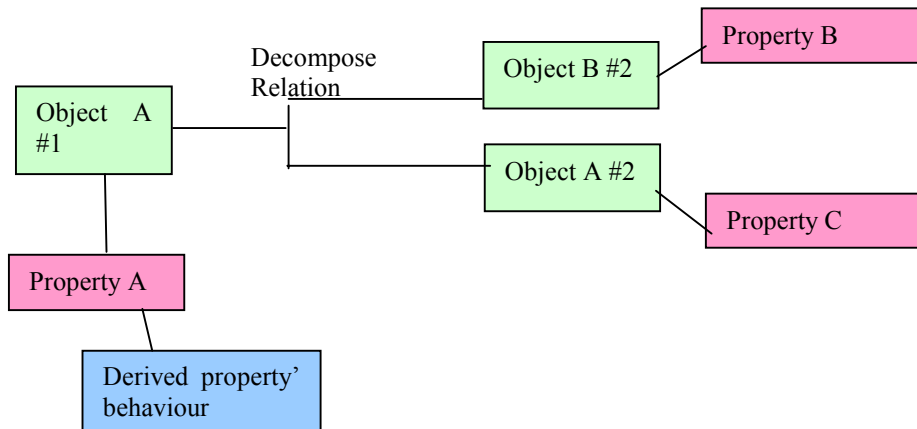 Property B
Decompose
Relation
Object B #2
Object A
#1
Object A #2
Property C
Property A
Derived property’
behaviour